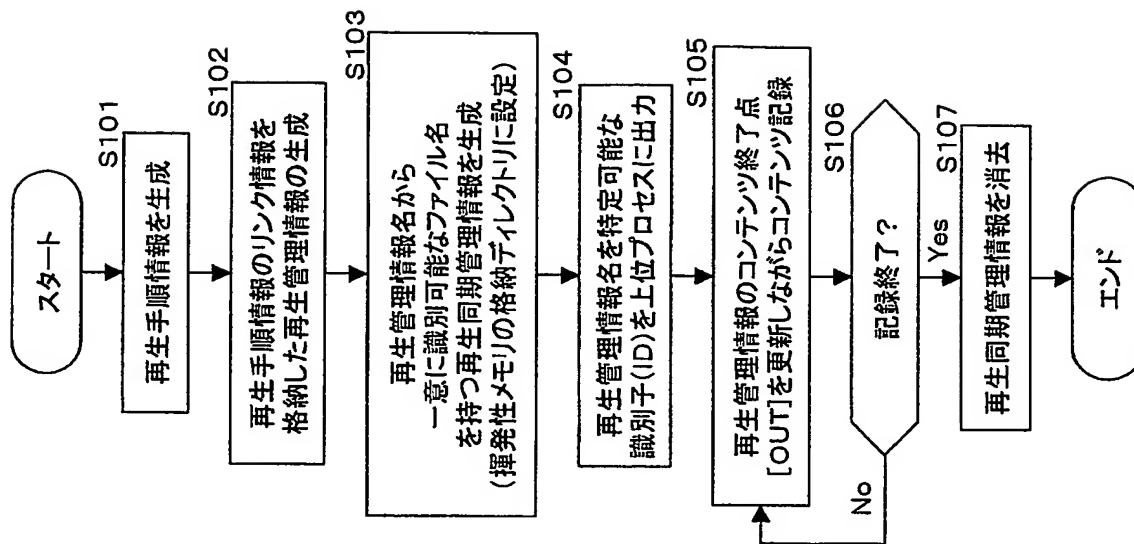 スタート
S101
再生手順情報を生成
S102
再生手順情報のリンク情報を
格納した再生管理情報の生成
S103
再生管理情報名から
一意に識別可能なファイル名
を持つ再生同期管理情報を生成
(揮発性メモリの格納ディレクトリに設定)
S104
再生管理情報名を特定可能な
識別子(ID)を上位プロセスに出力
S105
再生管理情報のコンテンツ終了点
[OUT]を更新しながらコンテンツ記録
S106
記録終了?
No
Yes
S107
再生同期管理情報を消去
エンド